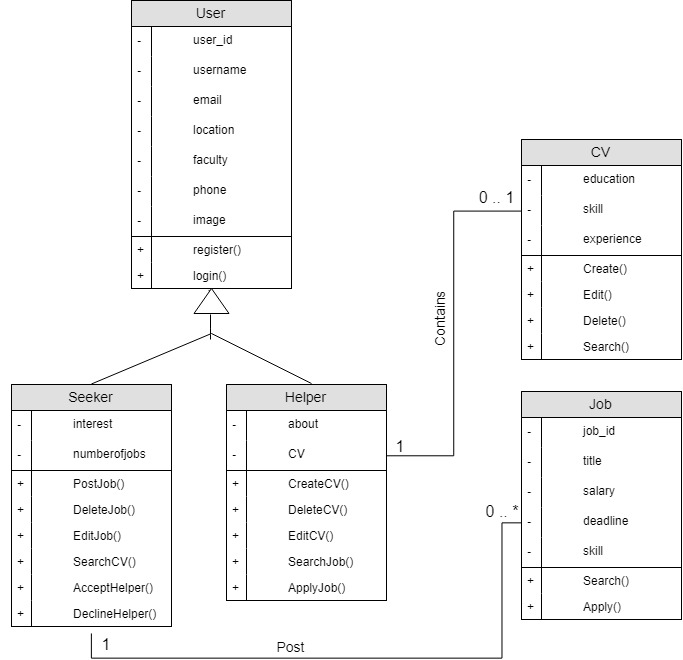 User
- user_id
- username
- email
- location
- faculty
- phone
- image
+ register()
+ login()
CV
- education
- skill
- experience
+ Create()
+ Edit()
+ Delete()
+ Search()
0 .. 1
Contains
1
Seeker
- interest
- numberofjobs
+ PostJob()
+ DeleteJob()
+ EditJob()
+ SearchCV()
+ AcceptHelper()
+ DeclineHelper()
Helper
- about
- CV
+ CreateCV()
+ DeleteCV()
+ EditCV()
+ SearchJob()
+ ApplyJob()
Job
- job_id
- title
- salary
- deadline
- skill
+ Search()
+ Apply()
0 .. *
1
Post